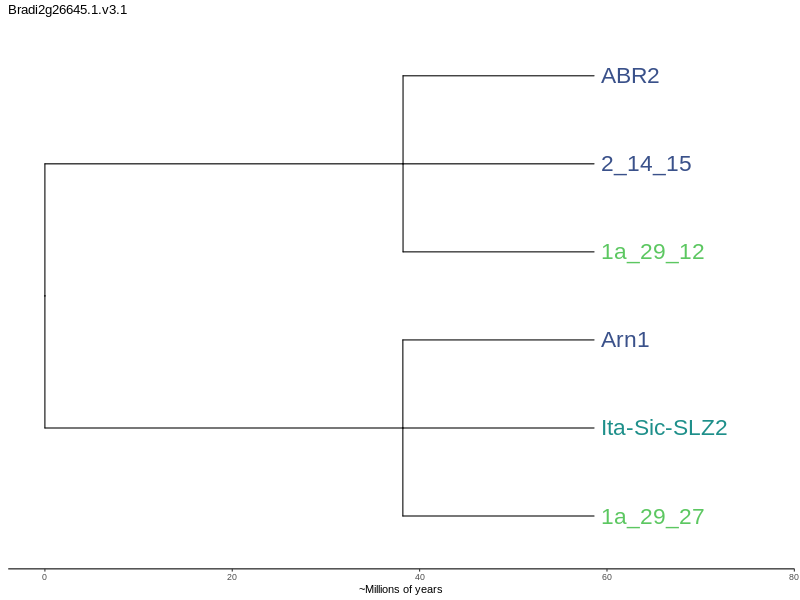 Bradi2g26645.1.v3.1
ABR2
2_14_15
1a_29_12
Arn1
Ita-Sic-SLZ2
1a_29_27
0 20 40 60 80
~Millions of years